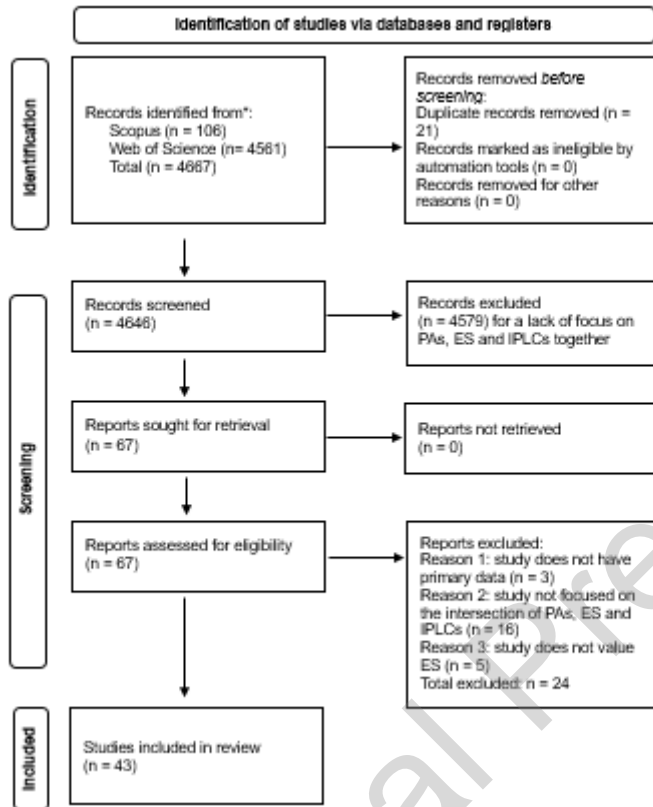 Identification of studies via databases and registers
Identification
Records identified from*:
Scopus (n = 106)
Web of Science (n= 4561)
Total (n = 4667)
Records removed before
screening:
Duplicate records removed (n =
21)
Records marked as ineligible by
automation tools (n = 0)
Records removed for other
reasons (n = 0)
Screening
Records screened
(n = 4646)
Records excluded
(n = 4579) for a lack of focus on
PAs, ES and IPLCs together
Reports sought for retrieval
(n = 67)
Reports not retrieved
(n = 0)
Reports assessed for eligibility
(n = 67)
Reports excluded:
Reason 1: study does not have
primary data (n = 3)
Reason 2: study not focused on
the intersection of PAs, ES and
IPLCs (n = 16)
Reason 3: study does not value
ES (n = 5)
Total excluded: n = 24
Included
Studies included in review
(n = 43)
al Pre